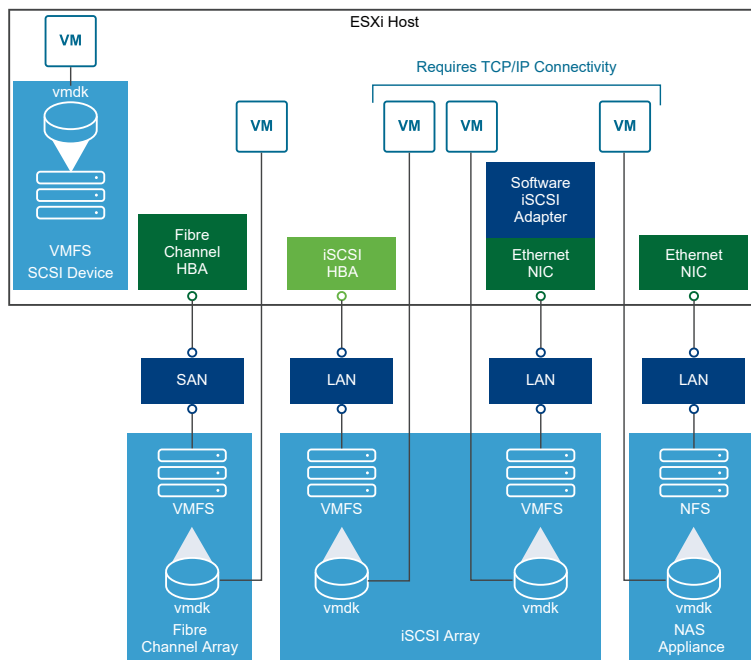 ESXi Host
VM
vmdk
VMFS
SCSI Device
Requires TCP/IP Connectivity
VM
VM
VM
VM
Fibre
Channel
HBA
iSCSI
HBA
Software
iSCSI
Adapter
Ethernet
NIC
Ethernet
NIC
SAN
LAN
LAN
LAN
VMFS
VMFS
VMFS
NFS
vmdk
vmdk
vmdk
vmdk
Fibre
Channel Array
iSCSI Array
NAS
Appliance